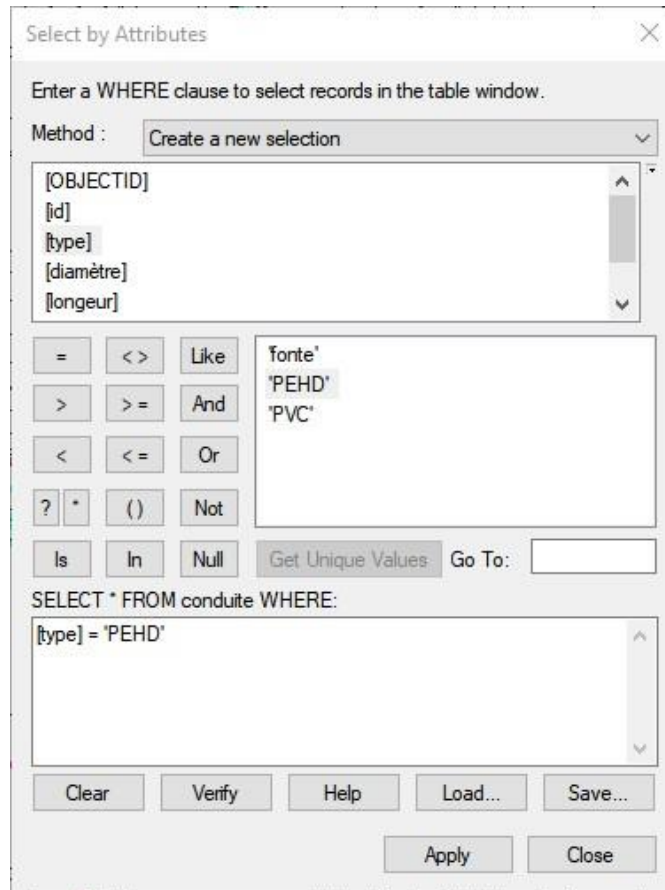 Select by Attributes
Enter a WHERE clause to select records in the table window.
Method : Create a new selection
[OBJECTID]
[id]
[type]
[diamètre]
[longeur]
= < > Like
> > = And
< < = Or
? * ( ) Not
Is In Null
'fonte'
'PEHD'
'PVC'
Get Unique Values Go To:
SELECT * FROM conduite WHERE:
[type] = 'PEHD'
Clear Verify Help Load... Save...
Apply Close